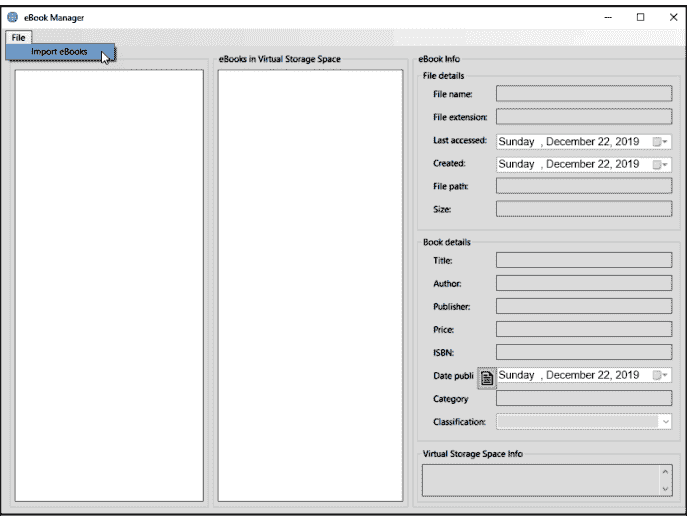 eBook Manager
File
Import eBooks
eBooks in Virtual Storage Space
eBook Info
File details
File name:
File extension:
Last accessed: Sunday , December 22, 2019
Created: Sunday , December 22, 2019
File path:
Size:
Book details
Title:
Author:
Publisher:
Price:
ISBN:
Date publi Sunday , December 22, 2019
Category
Classification:
Virtual Storage Space Info